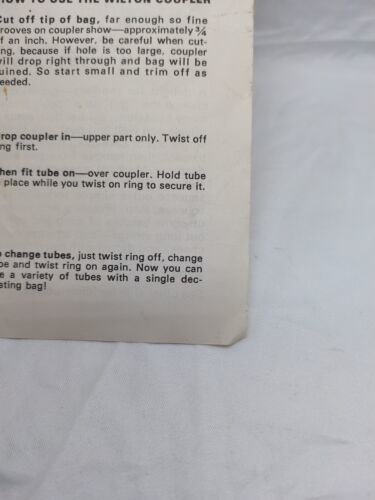 HOW TO USE THE WILTON COUPLER
Cut off tip of bag, far enough so fine
rooves on coupler show—approximately ¾
f an inch. However, be careful when cut-
ng, because if hole is too large, coupler
will drop right through and bag will be
uined. So start small and trim off as
eeded.
rop coupler in—upper part only. Twist off
ng first.
hen fit tube on—over coupler. Hold tube
place while you twist on ring to secure it.
o change tubes, just twist ring off, change
be and twist ring on again. Now you can
e a variety of tubes with a single dec-
ating bag!